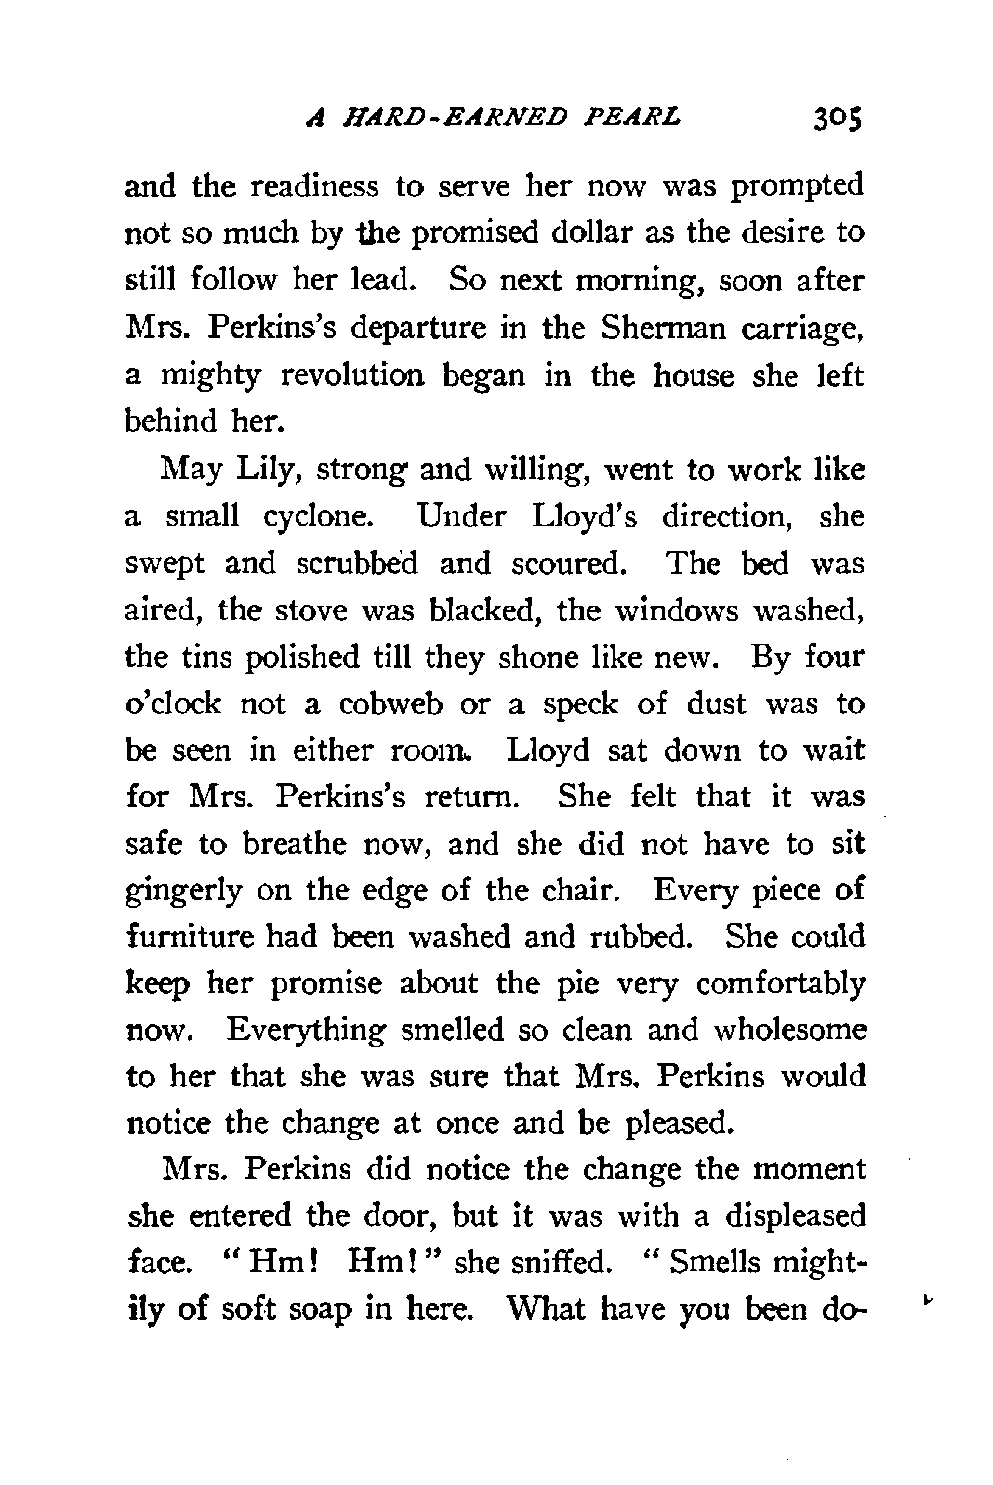 A HARD-EARNED PEARL 305
and the readiness to serve her now was prompted
not so much by the promised dollar as the desire to
still follow her lead. So next morning, soon after
Mrs. Perkins's departure in the Sherman carriage,
a mighty revolution began in the house she left
behind her.
May Lily, strong and willing, went to work like
a small cyclone. Under Lloyd's direction, she
swept and scrubbed and scoured. The bed was
aired, the stove was blacked, the windows washed,
the tins polished till they shone like new. By four
o'clock not a cobweb or a speck of dust was to
be seen in either room. Lloyd sat down to wait
for Mrs. Perkins's return. She felt that it was
safe to breathe now, and she did not have to sit
gingerly on the edge of the chair. Every piece of
furniture had been washed and rubbed. She could
keep her promise about the pie very comfortably
now. Everything smelled so clean and wholesome
to her that she was sure that Mrs. Perkins would
notice the change at once and be pleased.
Mrs. Perkins did notice the change the moment
she entered the door, but it was with a displeased
face. "Hm! Hm!" she sniffed. "Smells might-
ily of soft soap in here. What have you been do-